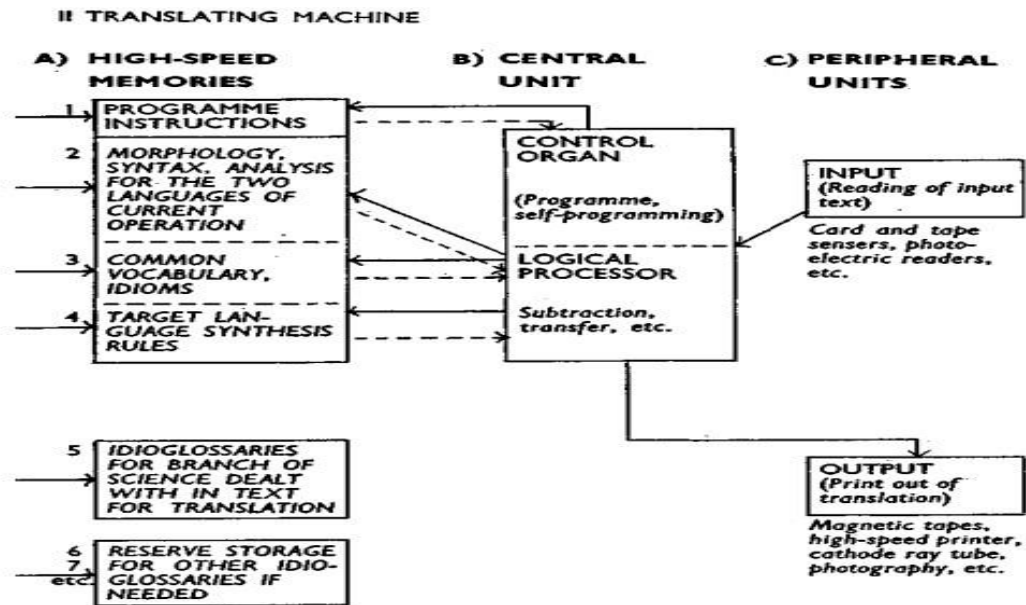 II TRANSLATING MACHINE
A) HIGH-SPEED
MEMORIES
1 PROGRAMME
INSTRUCTIONS
2 MORPHOLOGY,
SYNTAX, ANALYSIS
FOR THE TWO
LANGUAGES OF
CURRENT
OPERATION
3 COMMON
VOCABULARY,
IDIOMS
4 TARGET LAN-
GUAGE SYNTHESIS
RULES
5 IDIOGLOSSARIES
FOR BRANCH OF
SCIENCE DEALT
WITH IN TEXT
FOR TRANSLATION
6 RESERVE STORAGE
7 FOR OTHER IDIO-
etc. GLOSSARIES IF
NEEDED
B) CENTRAL
UNIT
CONTROL
ORGAN
(Programme,
self-programming)
LOGICAL
PROCESSOR
Subtraction,
transfer, etc.
C) PERIPHERAL
UNITS
INPUT
(Reading of input
text)
Card and tape
sensers, photo-
electric readers,
etc.
OUTPUT
(Print out of
translation)
Magnetic tapes,
high-speed printer,
cathode ray tube,
photography, etc.